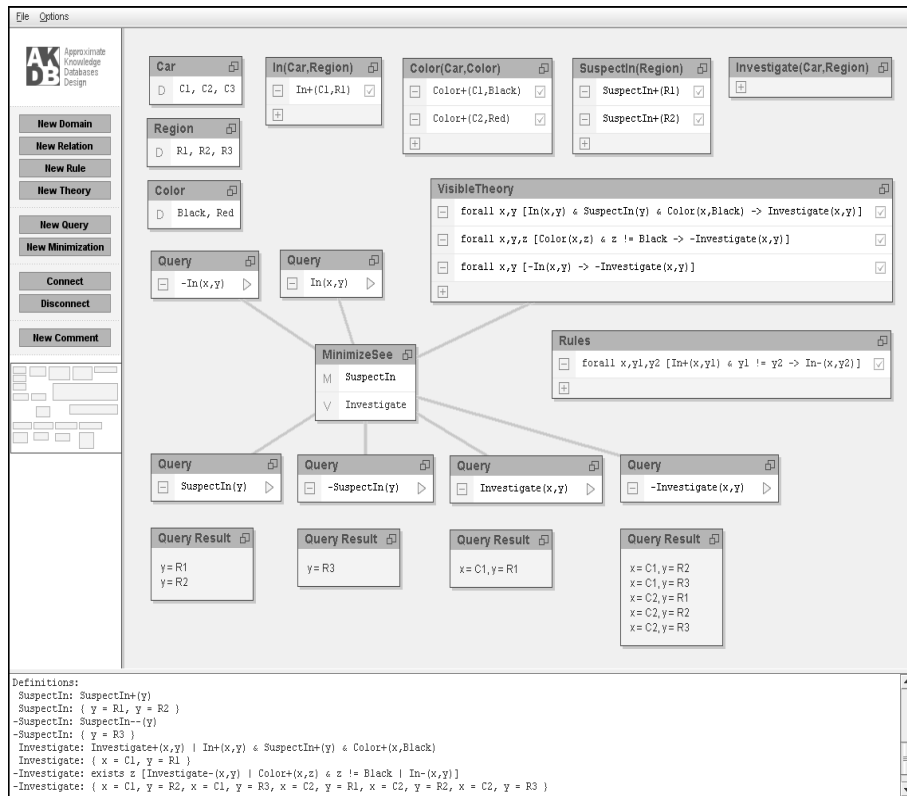 File Options
AKDB
Approximate
Knowledge
Databases
Design
New Domain
New Relation
New Rule
New Theory
New Query
New Minimization
Connect
Disconnect
New Comment
Car
D C1, C2, C3
In(Car,Region)
In+(C1,R1)
Color(Car,Color)
Color+(C1,Black)
Color+(C2,Red)
SuspectIn(Region)
SuspectIn+(R1)
SuspectIn+(R2)
Investigate(Car,Region)
Region
D R1, R2, R3
Color
D Black, Red
VisibleTheory
forall x,y [In(x,y) & SuspectIn(y) & Color(x,Black) -> Investigate(x,y)]
forall x,y,z [Color(x,z) & z != Black -> -Investigate(x,y)]
forall x,y [-In(x,y) -> -Investigate(x,y)]
Query
-In(x,y)
Query
In(x,y)
MinimizeSee
M SuspectIn
V Investigate
Rules
forall x,y1,y2 [In+(x,y1) & y1 != y2 -> In-(x,y2)]
Query
SuspectIn(y)
Query
-SuspectIn(y)
Query
Investigate(x,y)
Query
-Investigate(x,y)
Query Result
y= R1
y= R2
Query Result
y= R3
Query Result
x= C1,y= R1
Query Result
x= C1,y= R2
x= C1,y= R3
x= C2,y= R1
x= C2,y= R2
x= C2,y= R3
Definitions:
SuspectIn: SuspectIn+(y)
SuspectIn: { y = R1, y = R2 }
-SuspectIn: SuspectIn--(y)
-SuspectIn: { y = R3 }
Investigate: Investigate+(x,y) | In+(x,y) & SuspectIn+(y) & Color+(x,Black)
Investigate: { x = C1, y = R1 }
-Investigate: exists z [Investigate-(x,y) | Color+(x,z) & z != Black | In-(x,y)]
-Investigate: { x = C1, y = R2, x = C1, y = R3, x = C2, y = R1, x = C2, y = R2, x = C2, y = R3 }